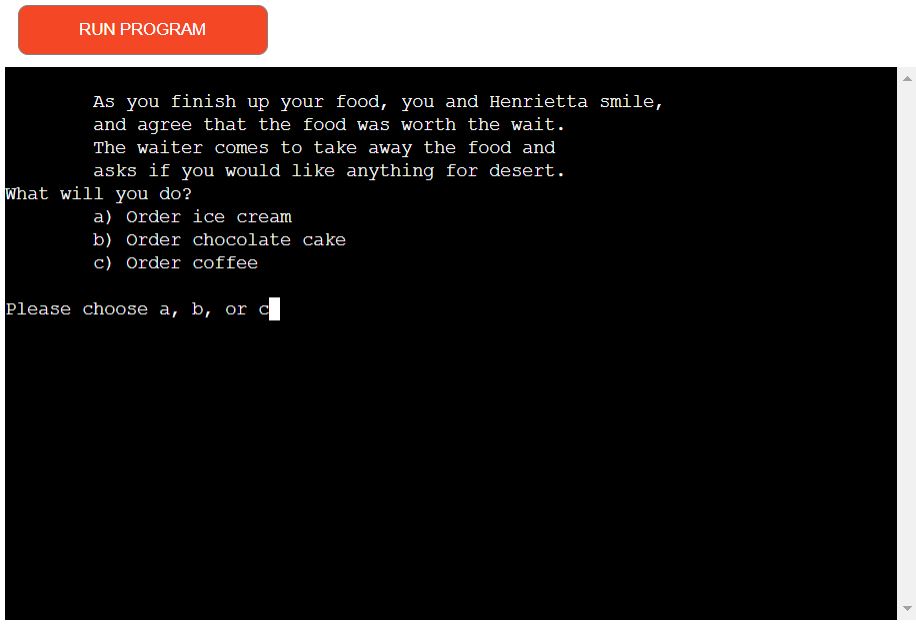 RUN PROGRAM
As you finish up your food, you and Henrietta smile,
and agree that the food was worth the wait.
The waiter comes to take away the food and
asks if you would like anything for desert.
What will you do?
a) Order ice cream
b) Order chocolate cake
c) Order coffee
Please choose a, b, or c